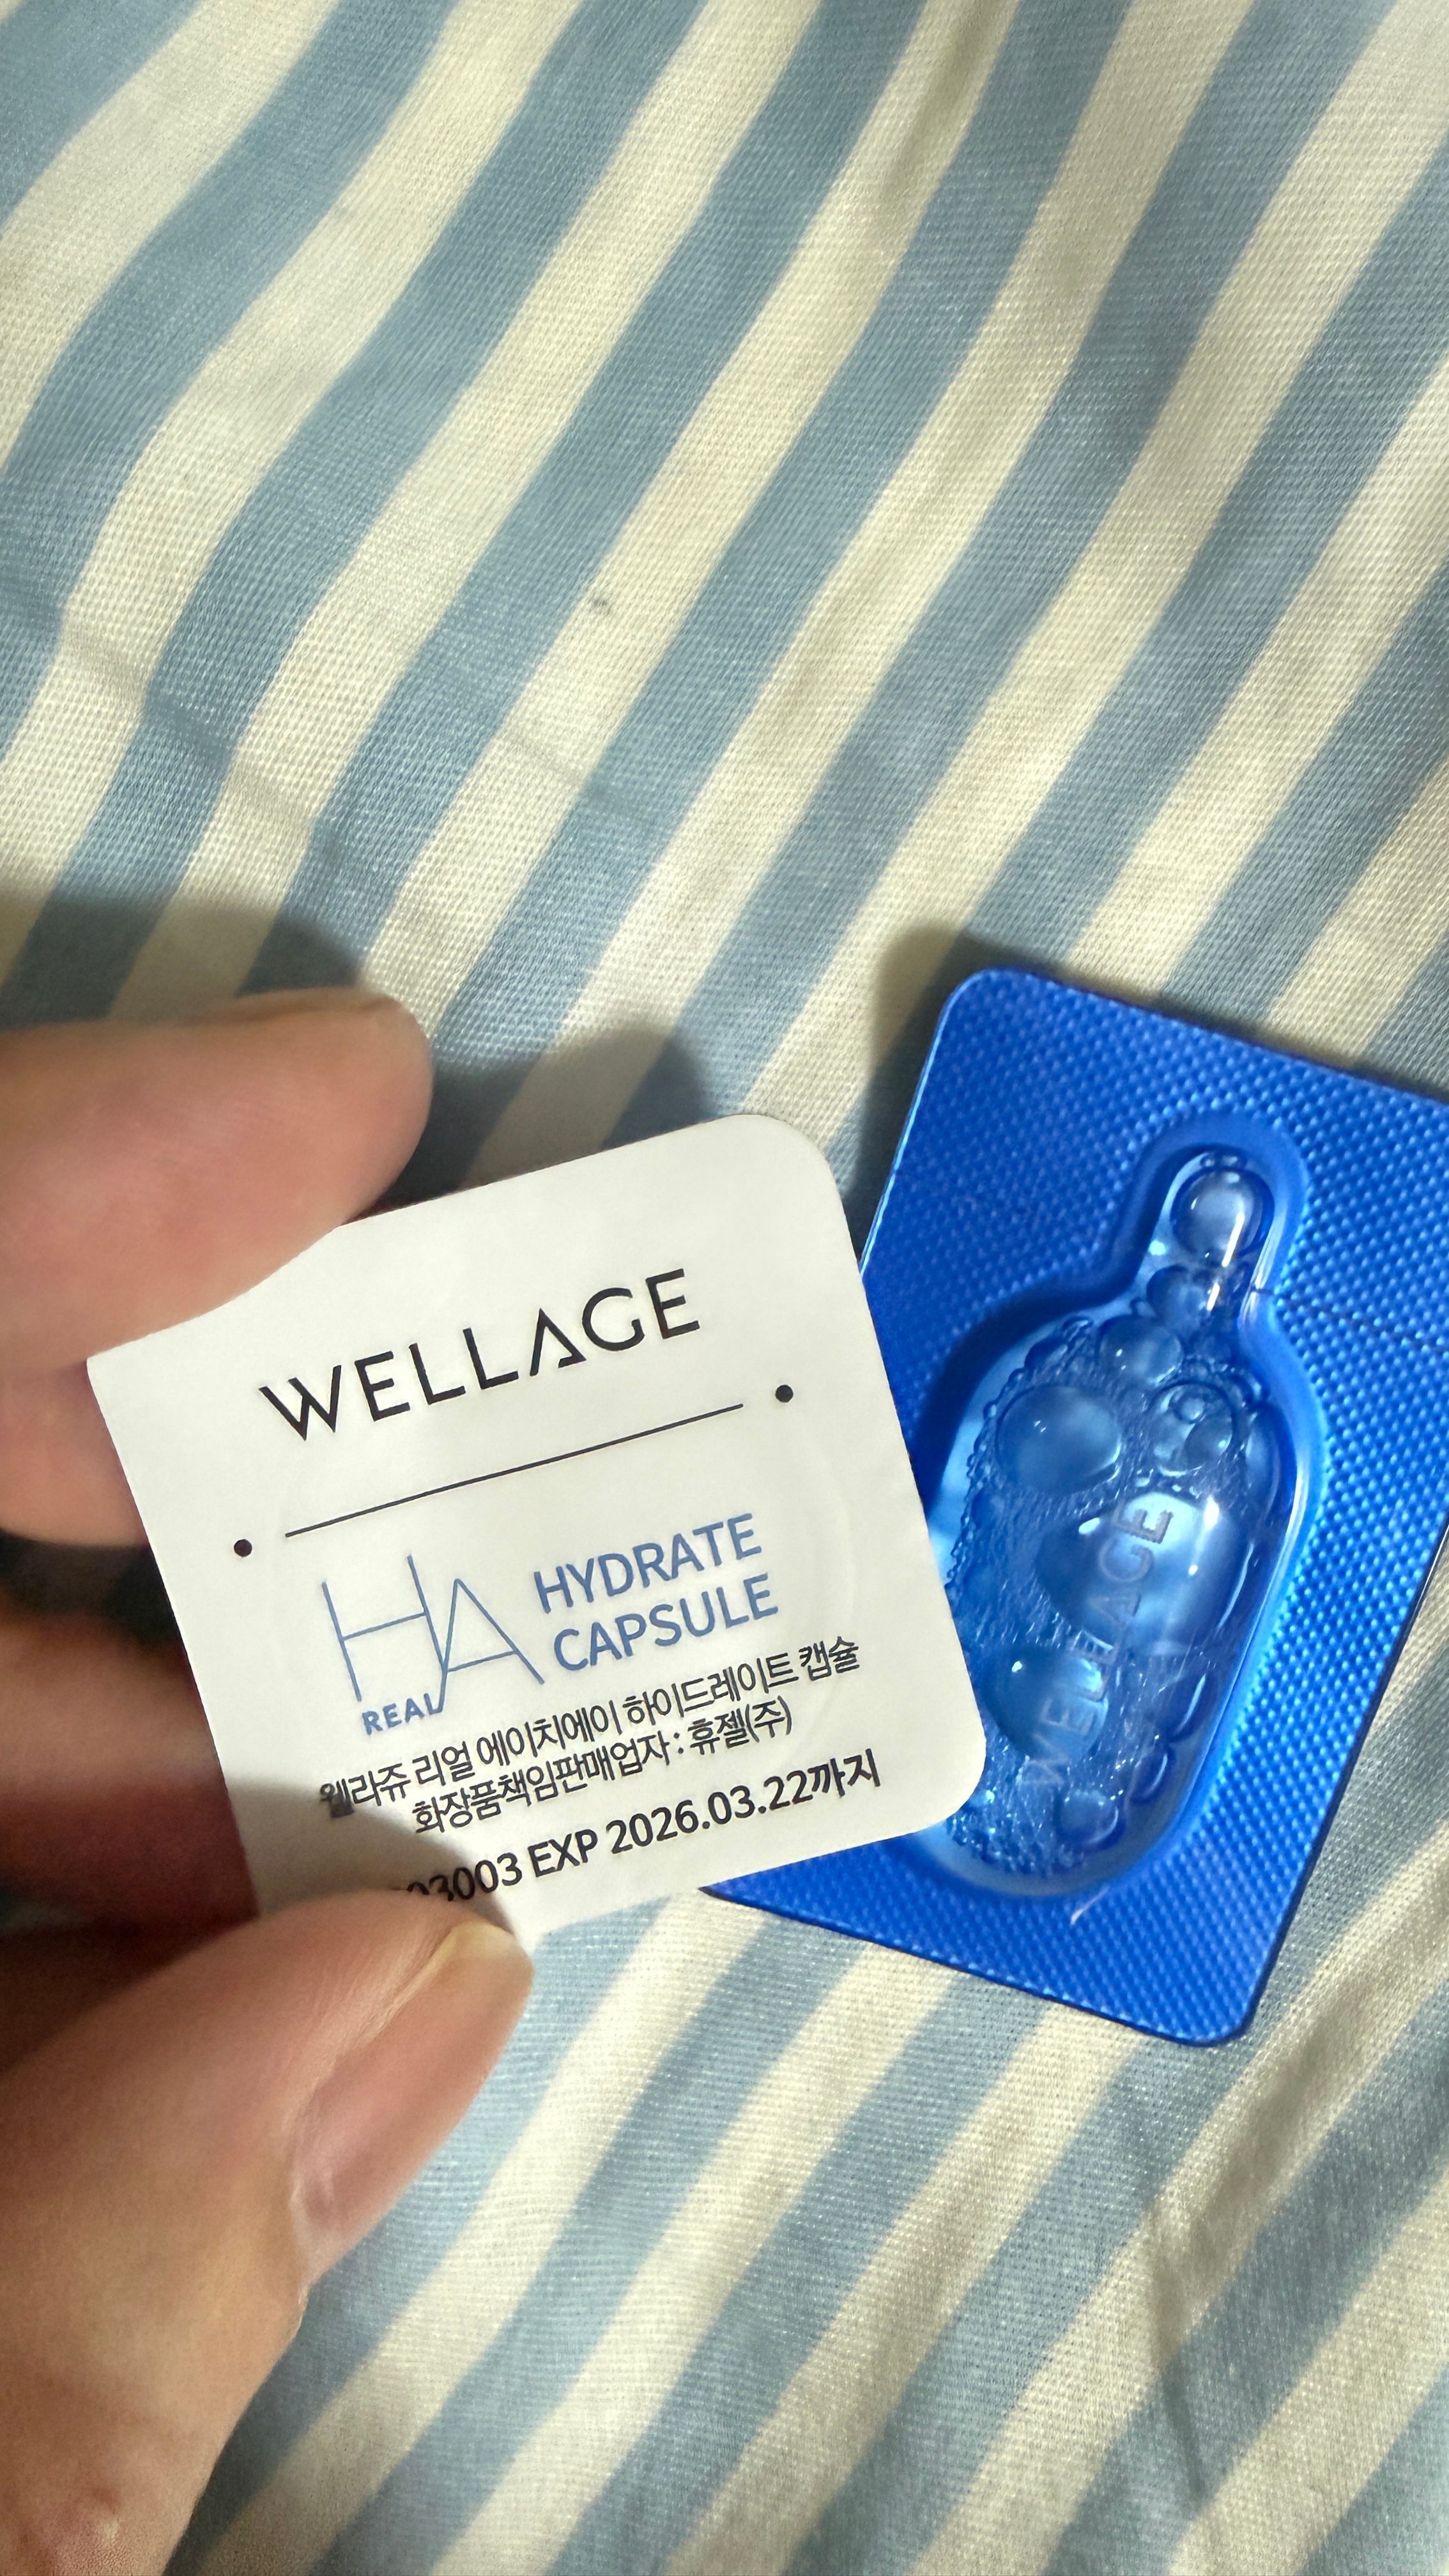 WELLAGE
HA HYDRATE
REAL CAPSULE
웰라쥬 리얼 에이치에이 하이드레이트 캡슐
화장품책임판매업자 : 휴젤(주)
EXP 2026.03.22까지
WELLAGE